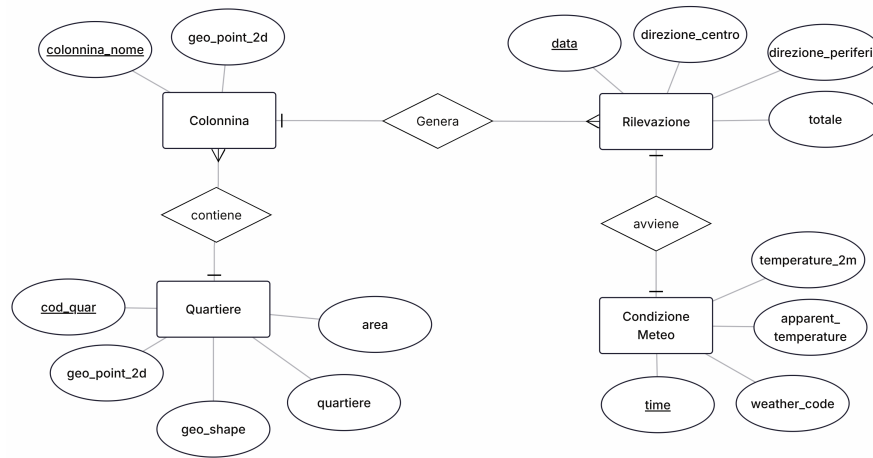 colonnina_nome
geo_point_2d
data
direzione_centro
direzione_periferi
Colonnina
Genera
Rilevazione
totale
contiene
avviene
temperature_2m
cod_quar
Quartiere
area
Condizione
Meteo
apparent_
temperature
geo_point_2d
quartiere
geo_shape
time
weather_code